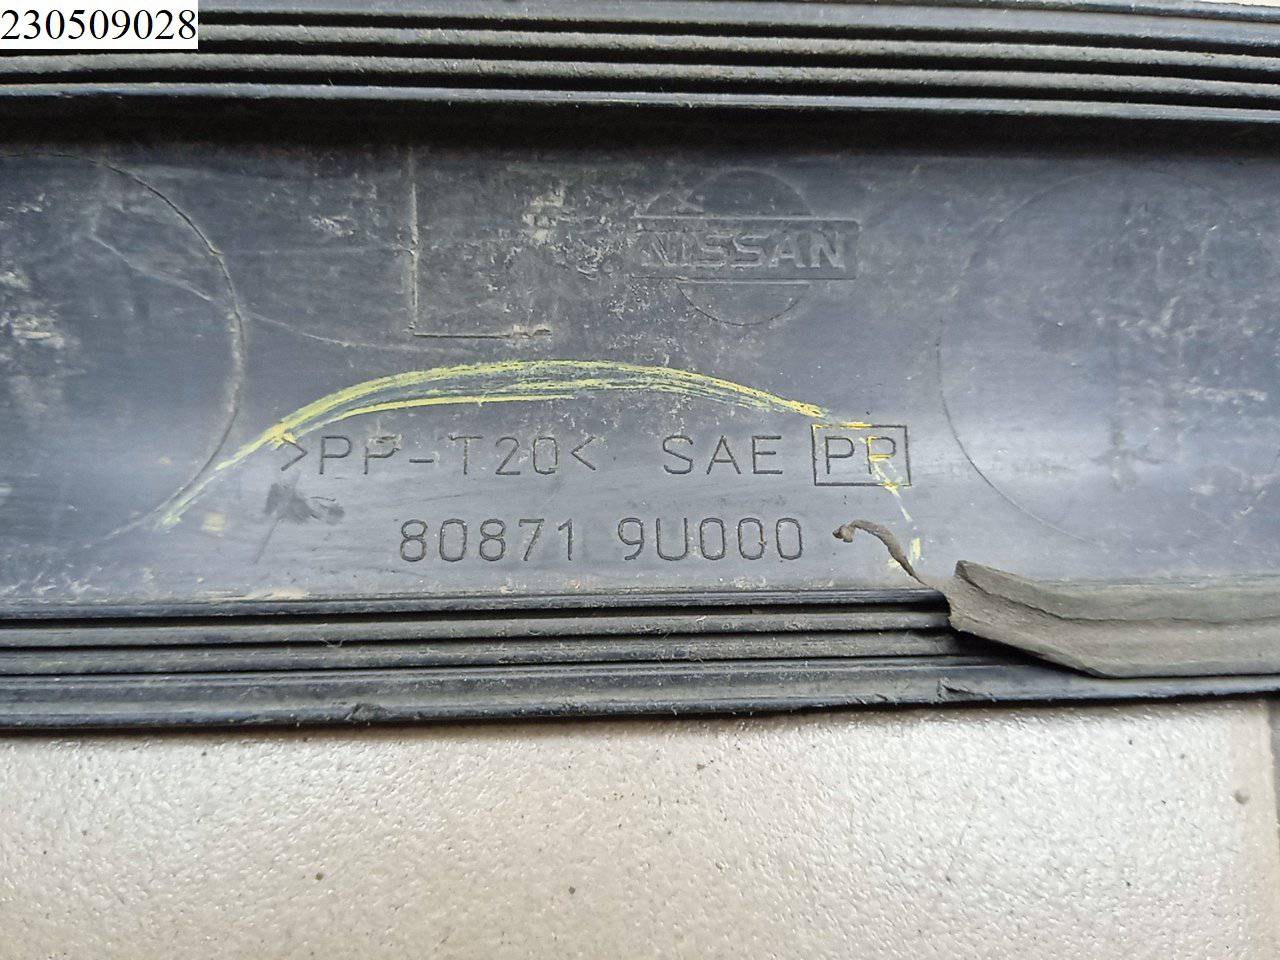 230509028
NISSAN
>PP-T20< SAE PP
80871 9U000